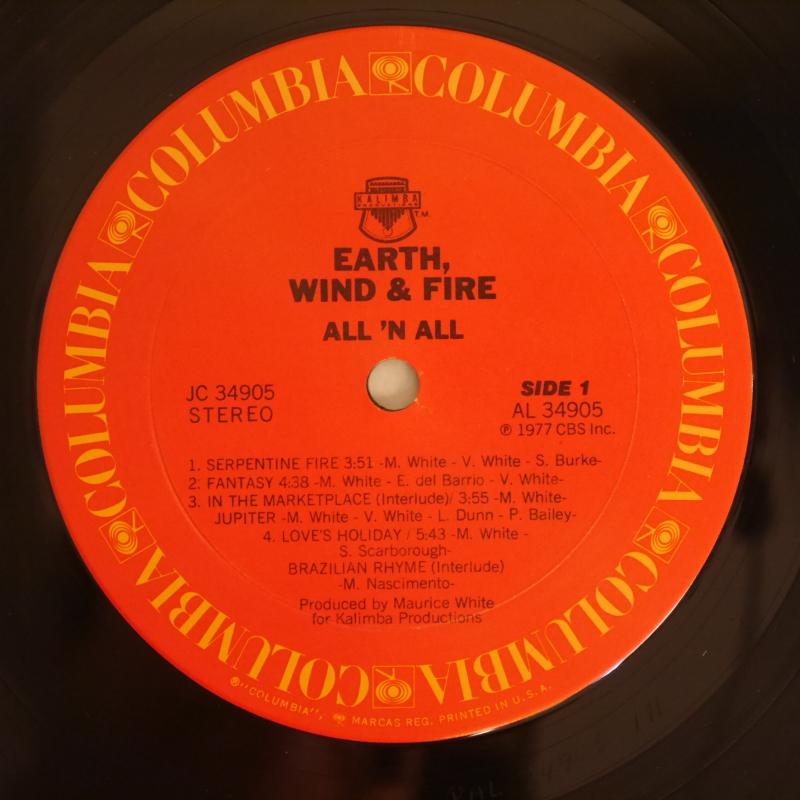 COLUMBIA COLUMBIA COLUMBIA COLUMBIA COLUMBIA COLUMBIA COLUMBIA
KALIMBA
T.M.
EARTH,
WIND & FIRE
ALL 'N ALL
JC 34905
STEREO
SIDE 1
AL 34905
℗ 1977 CBS Inc.
1. SERPENTINE FIRE 3:51 -M. White - V. White - S. Burke-
2. FANTASY 4:38 -M. White - E. del Barrio - V. White-
3. IN THE MARKETPLACE (Interlude)/ 3:55 -M. White-
JUPITER -M. White - V. White - L. Dunn - P. Bailey-
4. LOVE'S HOLIDAY / 5:43 -M. White -
S. Scarborough-
BRAZILIAN RHYME (Interlude)
-M. Nascimento-
Produced by Maurice White
for Kalimba Productions
®"COLUMBIA", MARCAS REG. PRINTED IN U.S.A.